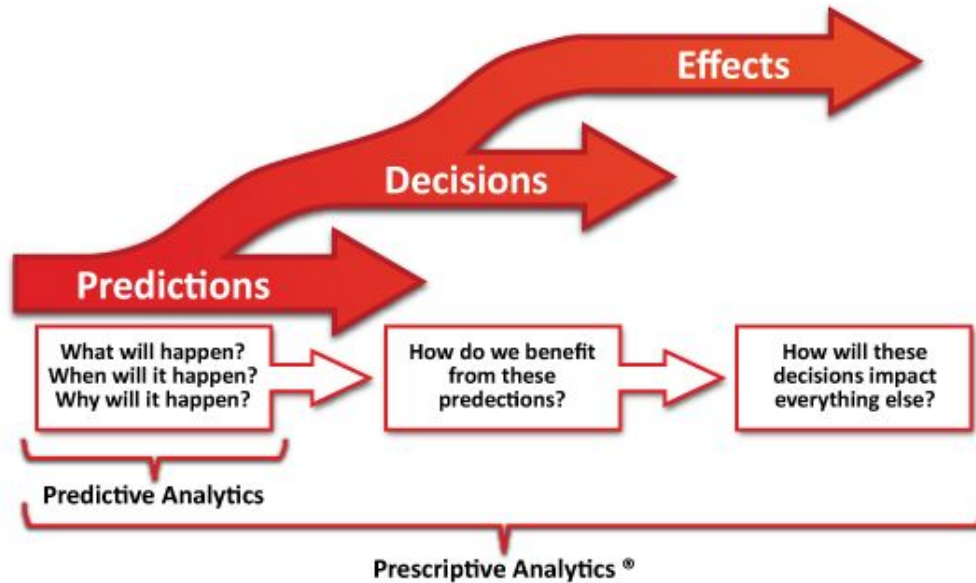 Effects
Decisions
Predictions
What will happen?
When will it happen?
Why will it happen?
How do we benefit
from these
predections?
How will these
decisions impact
everything else?
Predictive Analytics
Prescriptive Analytics ®